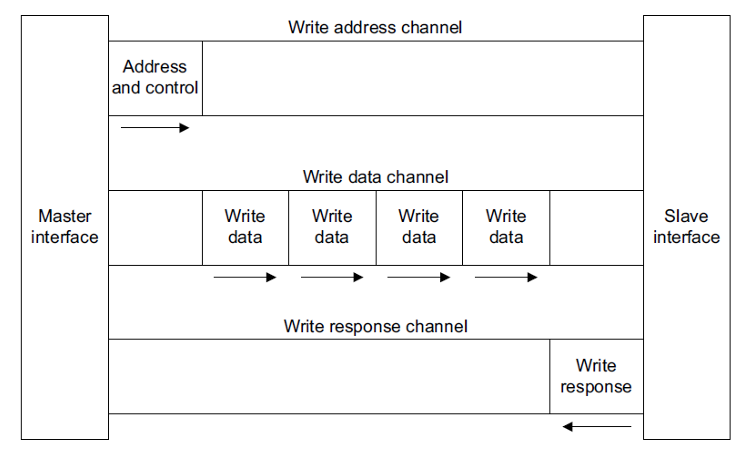 Write address channel
Address
and control
Write data channel
Master
interface
Write
data
Write
data
Write
data
Write
data
Slave
interface
Write response channel
Write
response